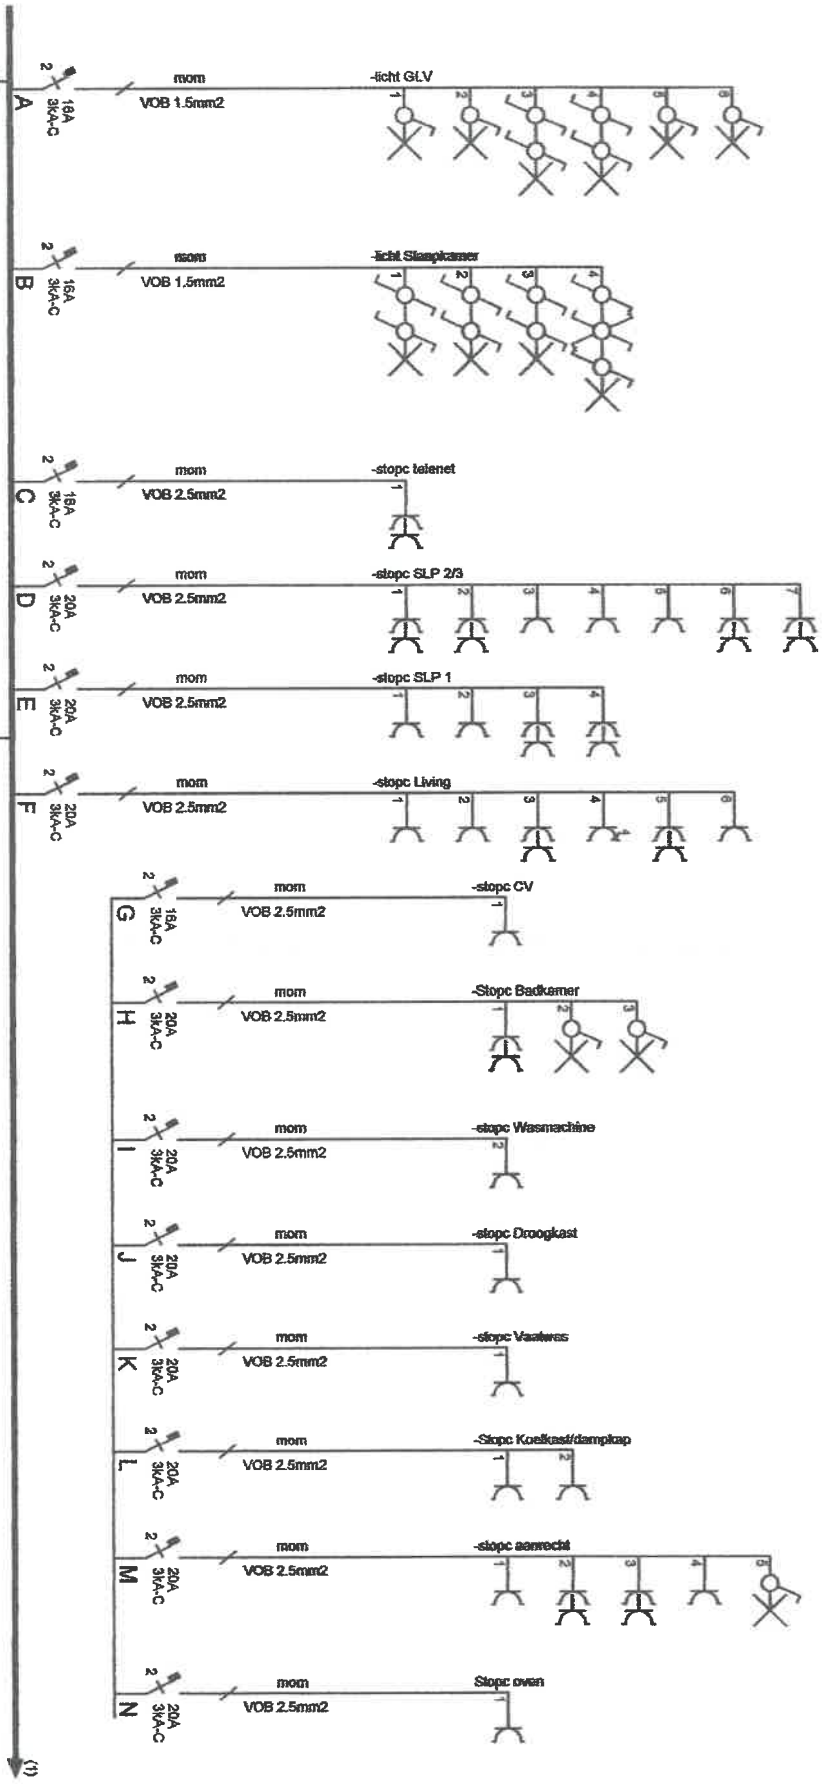 -licht GLV
mom
VOB 1.5mm2
1 2 3 4 5 6
2
16A
3kA-C
A
-licht Slaapkamer
mom
VOB 1.5mm2
1 2 3 4
2
16A
3kA-C
B
-stopc telenet
mom
VOB 2.5mm2
1
2
16A
3kA-C
C
-stopc SLP 2/3
mom
VOB 2.5mm2
1 2 3 4 5 6 7
2
20A
3kA-C
D
-stopc SLP 1
mom
VOB 2.5mm2
1 2 3 4
2
20A
3kA-C
E
-stopc Living
mom
VOB 2.5mm2
1 2 3 4 5 6
2
20A
3kA-C
F
-stopc CV
mom
VOB 2.5mm2
1
2
16A
3kA-C
G
-Stopc Badkamer
mom
VOB 2.5mm2
1 2 3
2
20A
3kA-C
H
-stopc Wasmachine
mom
VOB 2.5mm2
2
2
20A
3kA-C
I
-stopc Droogkast
mom
VOB 2.5mm2
1
2
20A
3kA-C
J
-stopc Vaatwas
mom
VOB 2.5mm2
1
2
20A
3kA-C
K
-Stopc Koelkast/dampkap
mom
VOB 2.5mm2
1 2
2
20A
3kA-C
L
-stopc aanrecht
mom
VOB 2.5mm2
1 2 3 4 5
2
20A
3kA-C
M
Stopc oven
mom
VOB 2.5mm2
1
2
20A
3kA-C
N
(1)